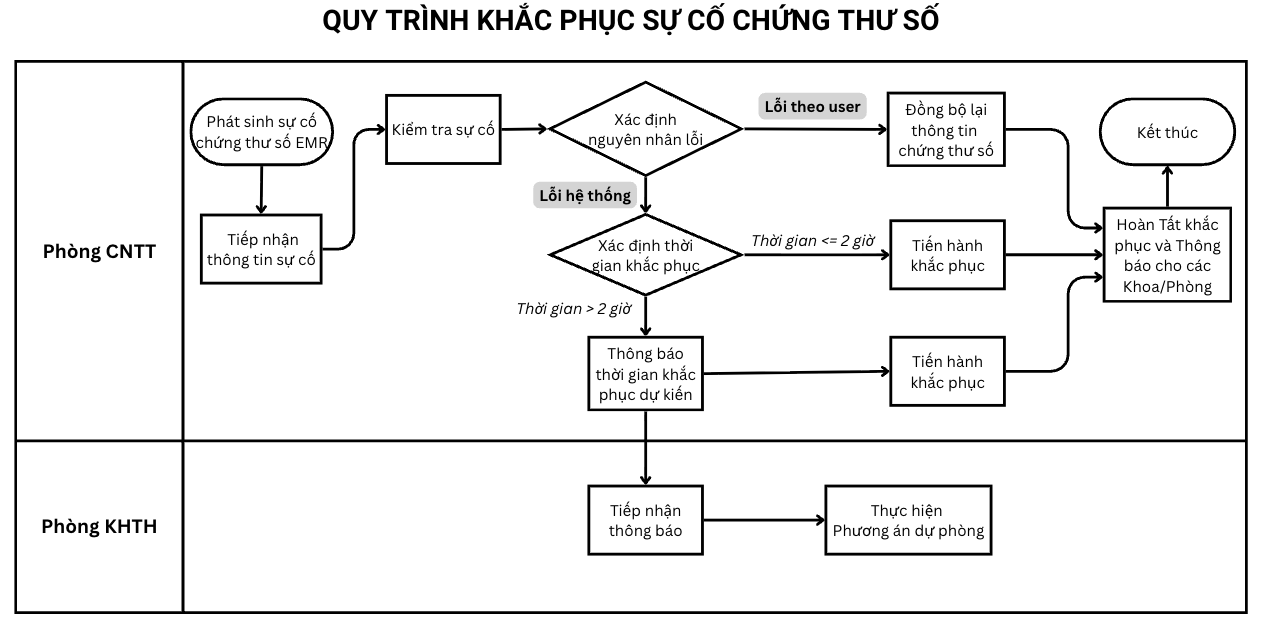 QUY TRÌNH KHẮC PHỤC SỰ CỐ CHỨNG THƯ SỐ
Phòng CNTT
Phát sinh sự cố
chứng thư số EMR
Tiếp nhận
thông tin sự cố
Kiểm tra sự cố
Xác định
nguyên nhân lỗi
Lỗi theo user
Đồng bộ lại
thông tin
chứng thư số
Kết thúc
Lỗi hệ thống
Xác định thời
gian khắc phục
Thời gian <= 2 giờ
Tiến hành
khắc phục
Hoàn Tất khắc
phục và Thông
báo cho các
Khoa/Phòng
Thời gian > 2 giờ
Thông báo
thời gian khắc
phục dự kiến
Tiến hành
khắc phục
Phòng KHTH
Tiếp nhận
thông báo
Thực hiện
Phương án dự phòng